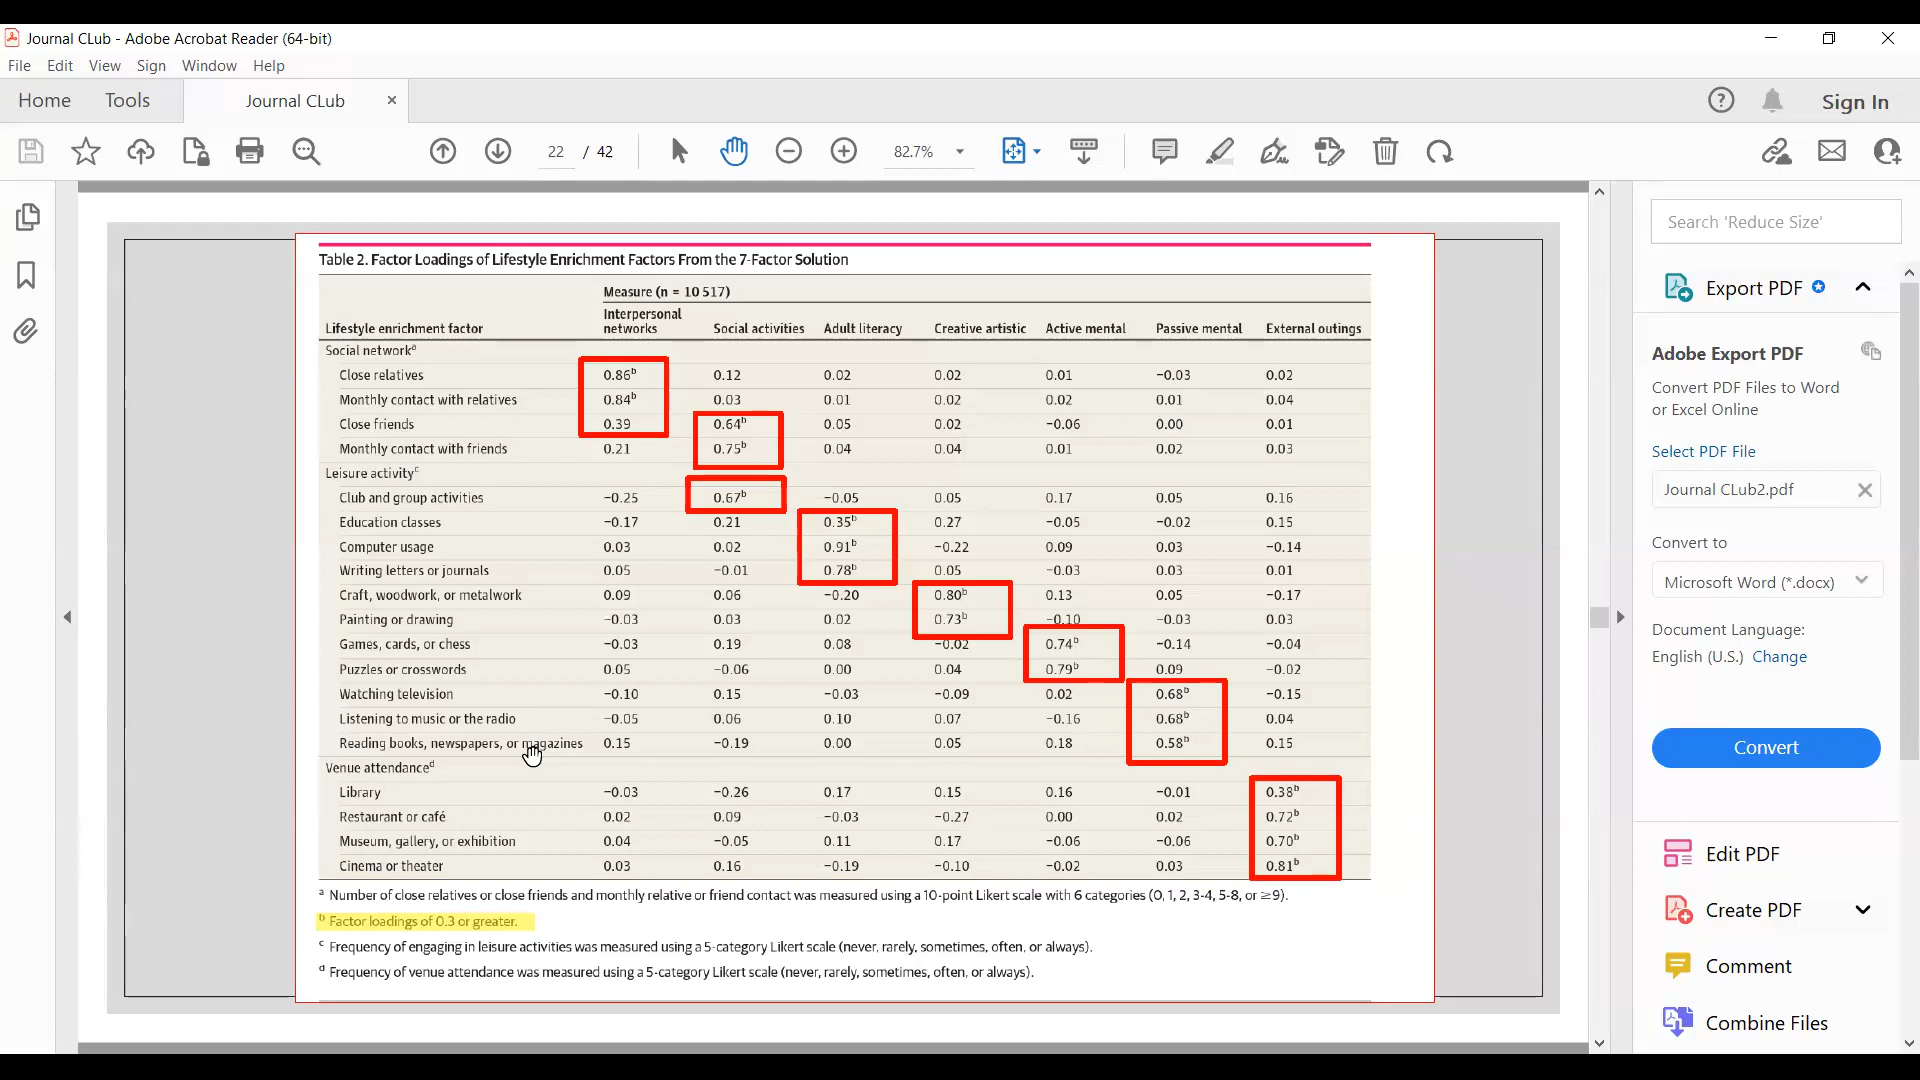 Journal CLub - Adobe Acrobat Reader (64-bit)
File Edit View Sign Window Help
Home Tools Journal CLub × Sign In
22 / 42 82.7%
Search 'Reduce Size'
Export PDF
Adobe Export PDF
Convert PDF Files to Word
or Excel Online
Select PDF File
Journal CLub2.pdf
Convert to
Microsoft Word (*.docx)
Document Language:
English (U.S.) Change
Convert
Edit PDF
Create PDF
Comment
Combine Files
Table 2. Factor Loadings of Lifestyle Enrichment Factors From the 7-Factor Solution
Measure (n = 10 517)
Lifestyle enrichment factor Interpersonal networks Social activities Adult literacy Creative artistic Active mental Passive mental External outings
Social networkᵃ
Close relatives 0.86ᵇ 0.12 0.02 0.02 0.01 −0.03 0.02
Monthly contact with relatives 0.84ᵇ 0.03 0.01 0.02 0.02 0.01 0.04
Close friends 0.39 0.64ᵇ 0.05 0.02 −0.06 0.00 0.01
Monthly contact with friends 0.21 0.75ᵇ 0.04 0.04 0.01 0.02 0.03
Leisure activityᶜ
Club and group activities −0.25 0.67ᵇ −0.05 0.05 0.17 0.05 0.16
Education classes −0.17 0.21 0.35ᵇ 0.27 −0.05 −0.02 0.15
Computer usage 0.03 0.02 0.91ᵇ −0.22 0.09 0.03 −0.14
Writing letters or journals 0.05 −0.01 0.78ᵇ 0.05 −0.03 0.03 0.01
Craft, woodwork, or metalwork 0.09 0.06 −0.20 0.80ᵇ 0.13 0.05 −0.17
Painting or drawing −0.03 0.03 0.02 0.73ᵇ −0.10 −0.03 0.03
Games, cards, or chess −0.03 0.19 0.08 −0.02 0.74ᵇ −0.14 −0.04
Puzzles or crosswords 0.05 −0.06 0.00 0.04 0.79ᵇ 0.09 −0.02
Watching television −0.10 0.15 −0.03 −0.09 0.02 0.68ᵇ −0.15
Listening to music or the radio −0.05 0.06 0.10 0.07 −0.16 0.68ᵇ 0.04
Reading books, newspapers, or magazines 0.15 −0.19 0.00 0.05 0.18 0.58ᵇ 0.15
Venue attendanceᵈ
Library −0.03 −0.26 0.17 0.15 0.16 −0.01 0.38ᵇ
Restaurant or café 0.02 0.09 −0.03 −0.27 0.00 0.02 0.72ᵇ
Museum, gallery, or exhibition 0.04 −0.05 0.11 0.17 −0.06 −0.06 0.70ᵇ
Cinema or theater 0.03 0.16 −0.19 −0.10 −0.02 0.03 0.81ᵇ
ᵃ Number of close relatives or close friends and monthly relative or friend contact was measured using a 10-point Likert scale with 6 categories (0, 1, 2, 3-4, 5-8, or ≥9).
ᵇ Factor loadings of 0.3 or greater.
ᶜ Frequency of engaging in leisure activities was measured using a 5-category Likert scale (never, rarely, sometimes, often, or always).
ᵈ Frequency of venue attendance was measured using a 5-category Likert scale (never, rarely, sometimes, often, or always).